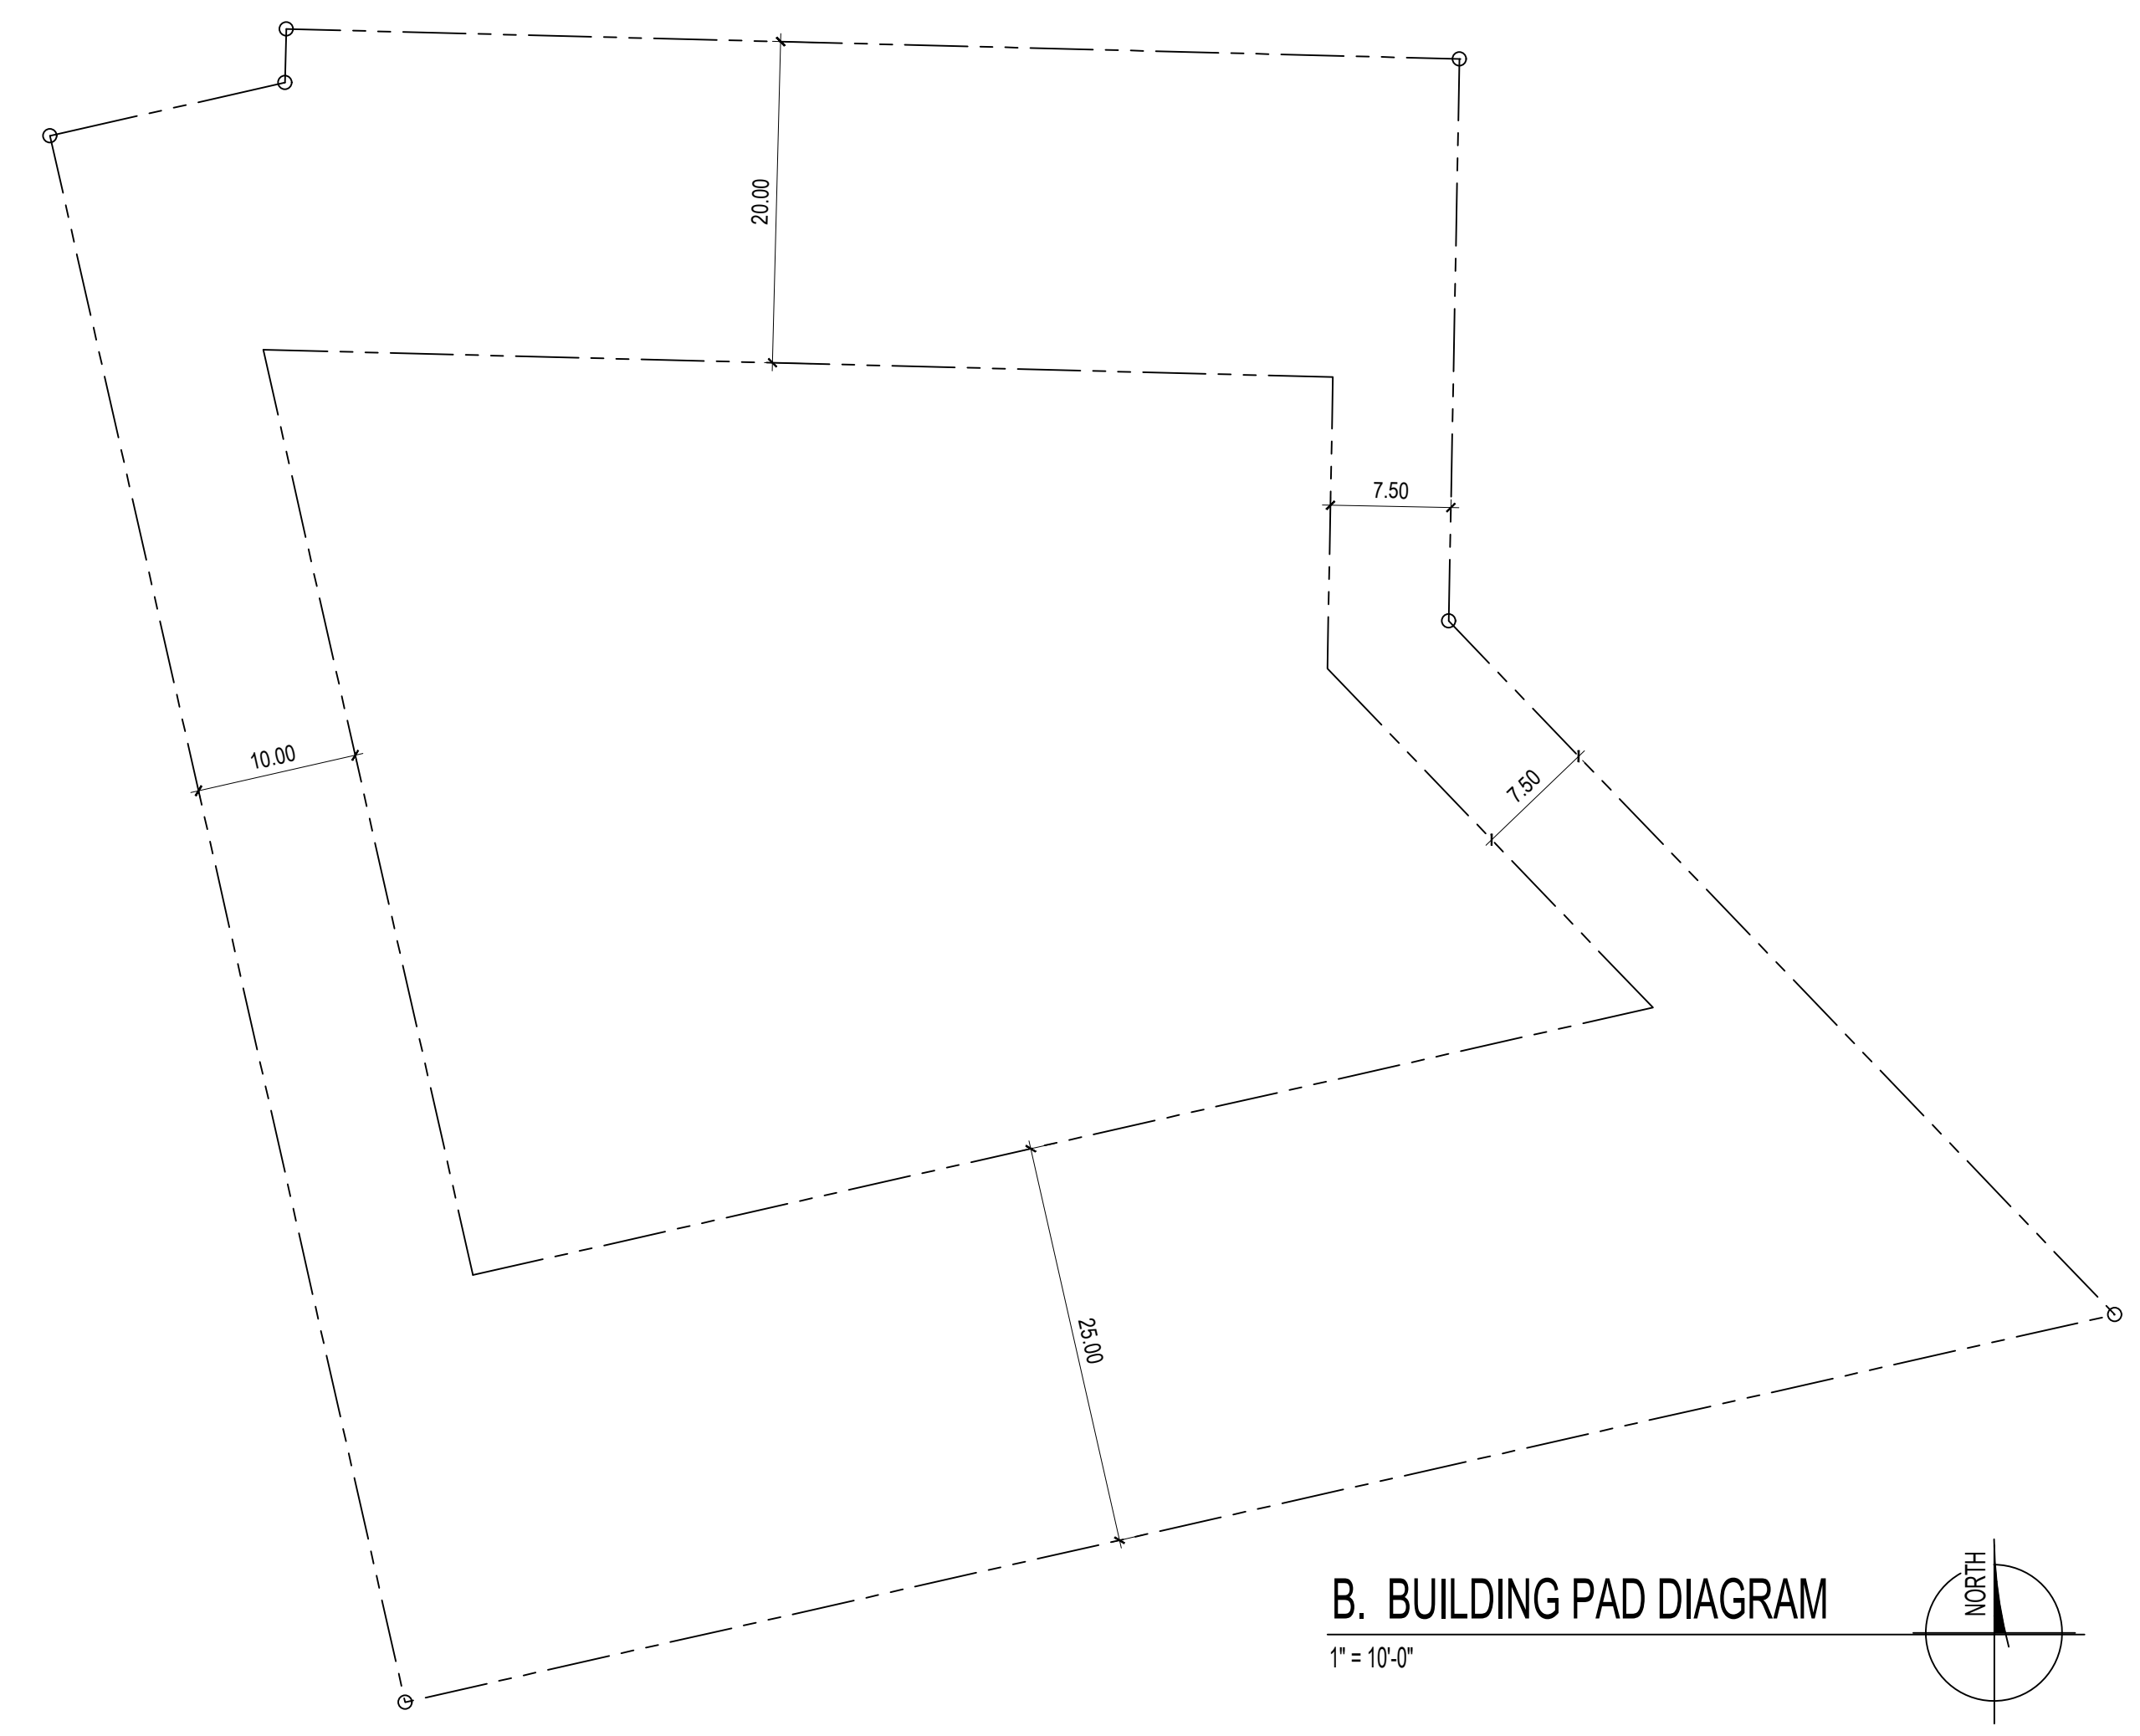 20.00
7.50
10.00
7.50
25.00
NORTH
B. BUILDING PAD DIAGRAM
1" = 10'-0"